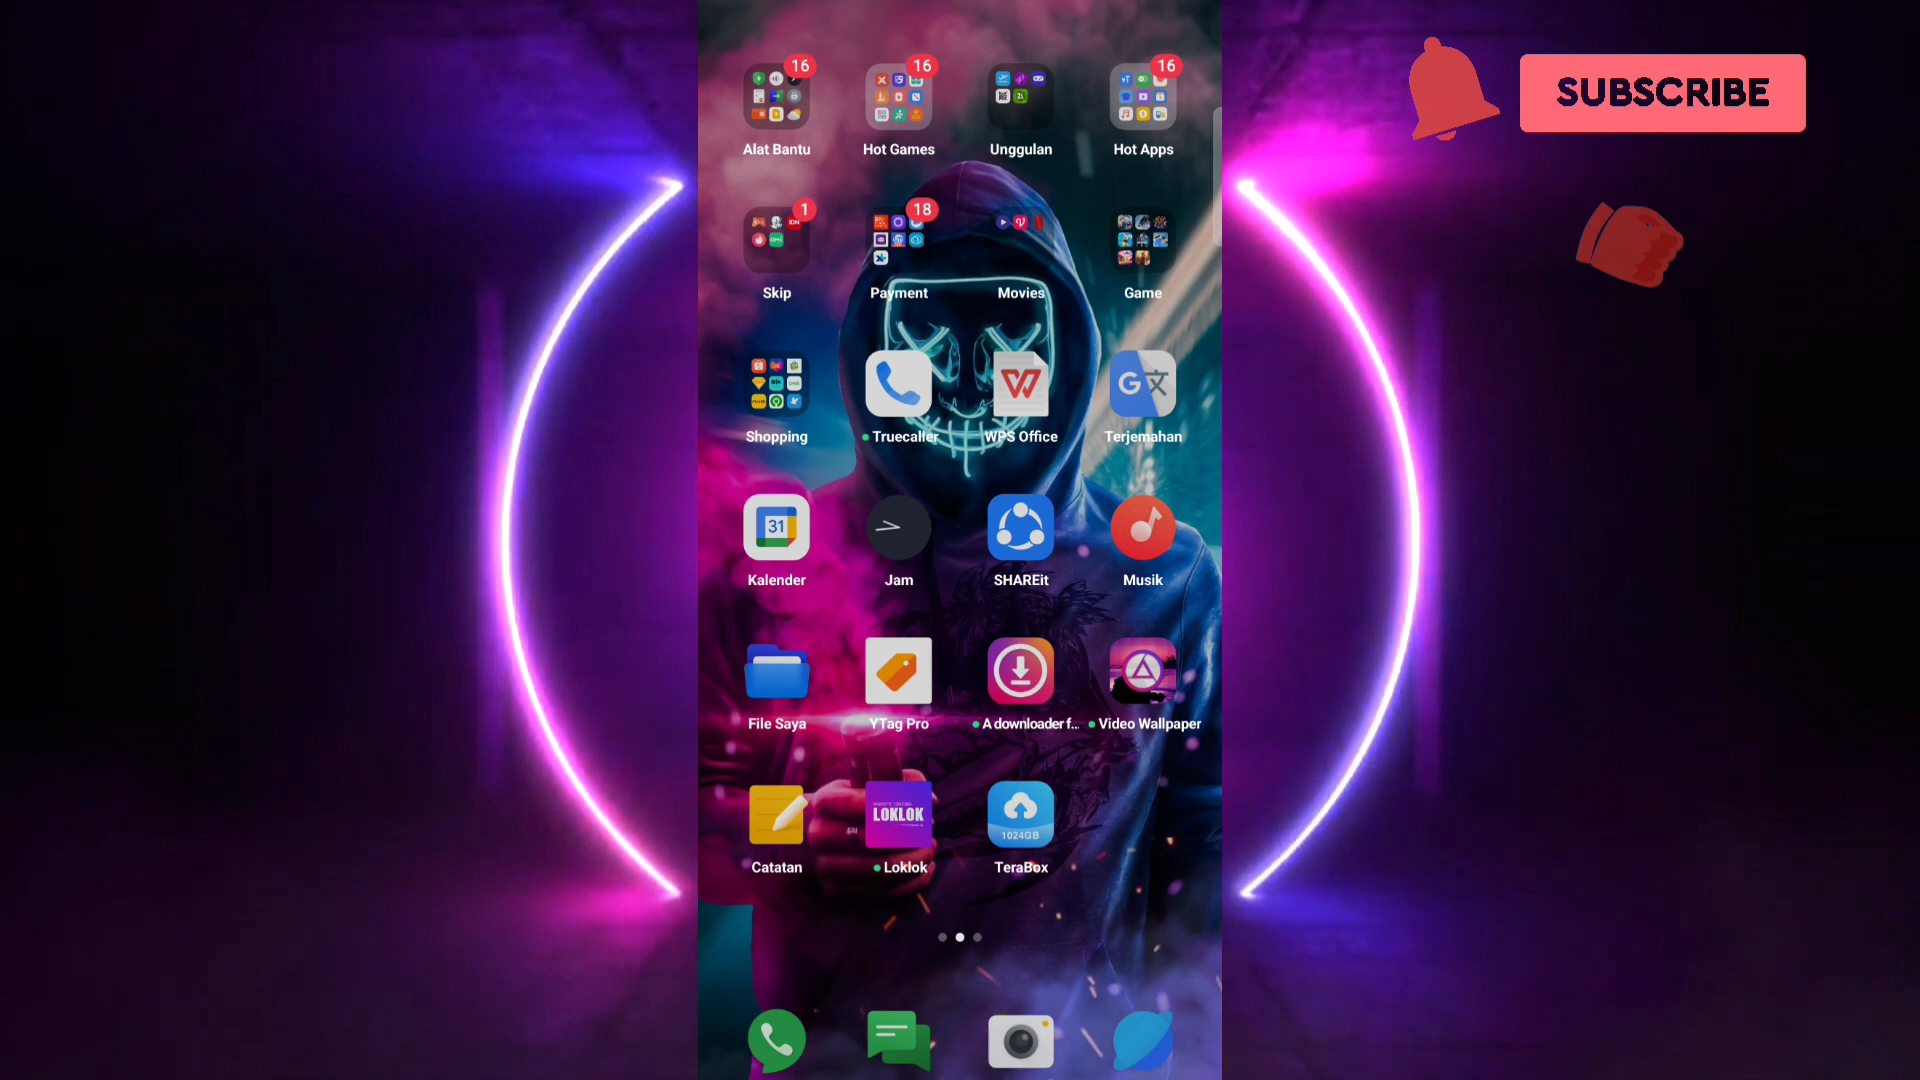 SUBSCRIBE
16
16
16
Alat Bantu
Hot Games
Unggulan
Hot Apps
1
18
Skip
Payment
Movies
Game
Shopping
Truecaller
WPS Office
Terjemahan
31
Kalender
Jam
SHAREit
Musik
File Saya
YTag Pro
A downloader f...
Video Wallpaper
LOKLOK
1024GB
Catatan
Loklok
TeraBox